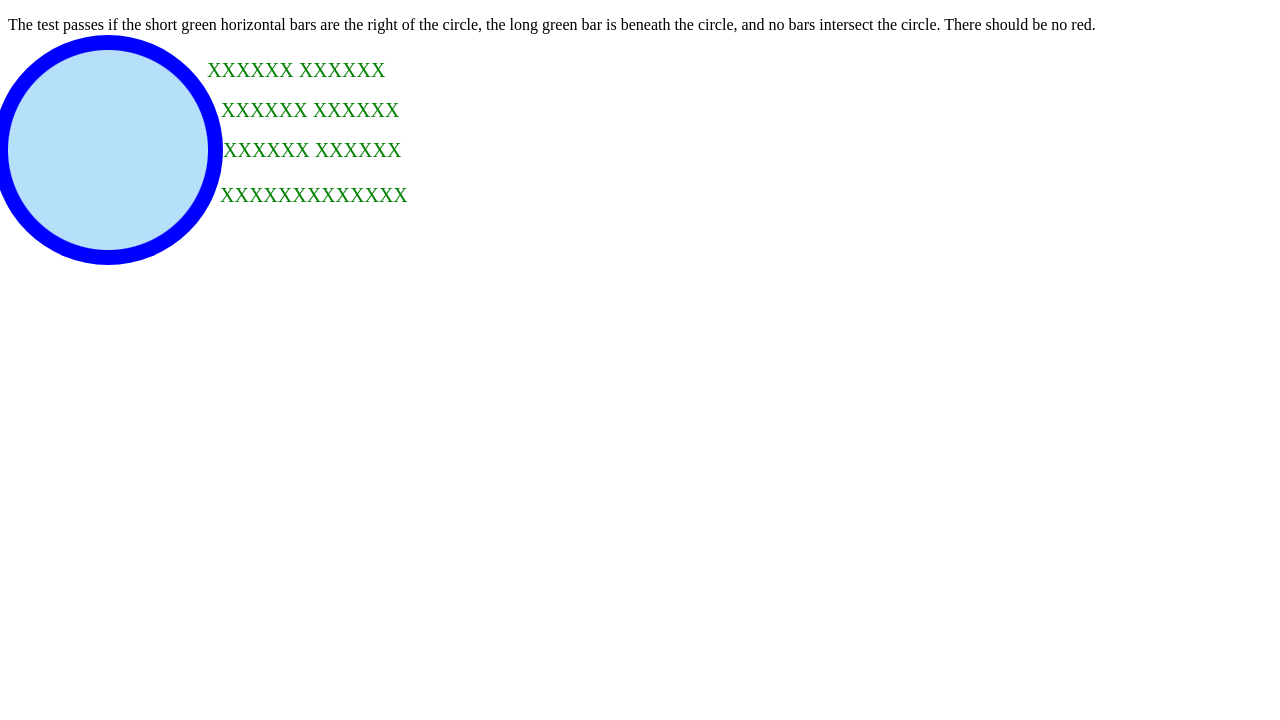 The test passes if the short green horizontal bars are the right of the circle, the long green bar is beneath the circle, and no bars intersect the circle. There should be no red.
XXXXXX XXXXXX
XXXXXX XXXXXX
XXXXXX XXXXXX
XXXXXXXXXXXXX